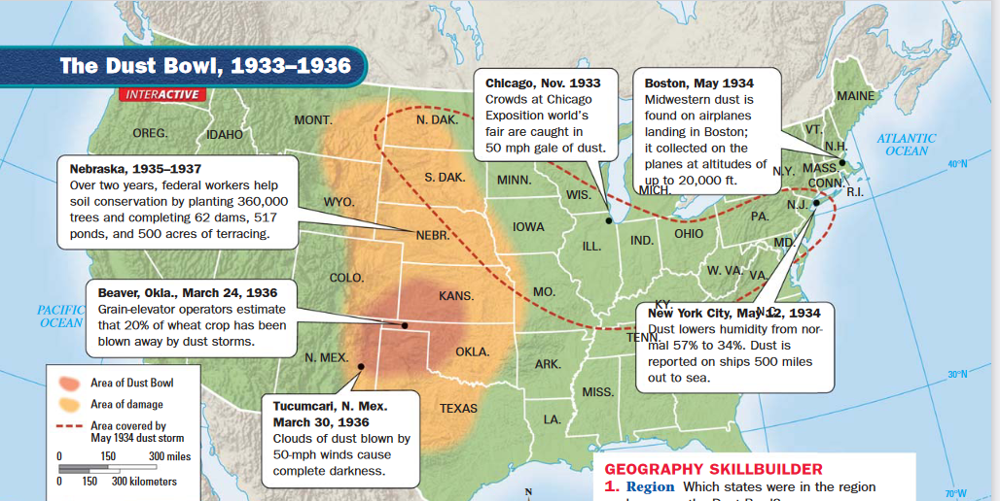 The Dust Bowl, 1933–1936
INTERACTIVE
Chicago, Nov. 1933
Crowds at Chicago
Exposition world's
fair are caught in
50 mph gale of dust.
Boston, May 1934
Midwestern dust is
found on airplanes
landing in Boston;
it collected on the
planes at altitudes of
up to 20,000 ft.
Nebraska, 1935–1937
Over two years, federal workers help
soil conservation by planting 360,000
trees and completing 62 dams, 517
ponds, and 500 acres of terracing.
Beaver, Okla., March 24, 1936
Grain-elevator operators estimate
that 20% of wheat crop has been
blown away by dust storms.
Tucumcari, N. Mex.
March 30, 1936
Clouds of dust blown by
50-mph winds cause
complete darkness.
New York City, May 12, 1934
Dust lowers humidity from nor-
mal 57% to 34%. Dust is
reported on ships 500 miles
out to sea.
OREG.
IDAHO
MONT.
N. DAK.
S. DAK.
MINN.
WIS.
MICH.
N.Y.
VT.
N.H.
MAINE
MASS.
CONN.
R.I.
N.J.
PA.
MD.
WYO.
NEBR.
IOWA
ILL.
IND.
OHIO
W. VA.
VA.
COLO.
KANS.
MO.
KY.
N.C.
TENN.
N. MEX.
OKLA.
ARK.
MISS.
TEXAS
LA.
ATLANTIC
OCEAN
PACIFIC
OCEAN
40°N
30°N
70°W
N
Area of Dust Bowl
Area of damage
Area covered by
May 1934 dust storm
0 150 300 miles
0 150 300 kilometers
GEOGRAPHY SKILLBUILDER
1. Region Which states were in the region